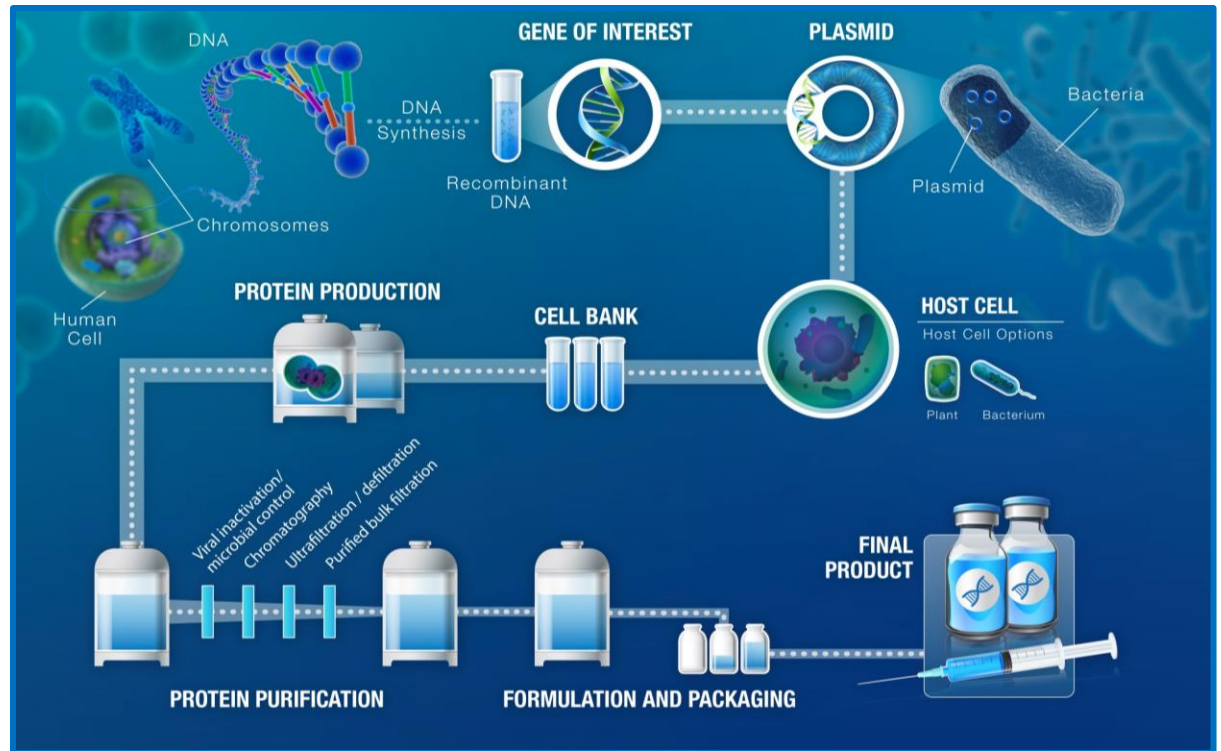 DNA
GENE OF INTEREST
PLASMID
DNA
Synthesis
Bacteria
Recombinant
DNA
Plasmid
Chromosomes
Human
Cell
PROTEIN PRODUCTION
CELL BANK
HOST CELL
Host Cell Options
Plant
Bacterium
Viral inactivation/
microbial control
Chromatography
Ultrafiltration / defiltration
Purified bulk filtration
FINAL
PRODUCT
PROTEIN PURIFICATION
FORMULATION AND PACKAGING